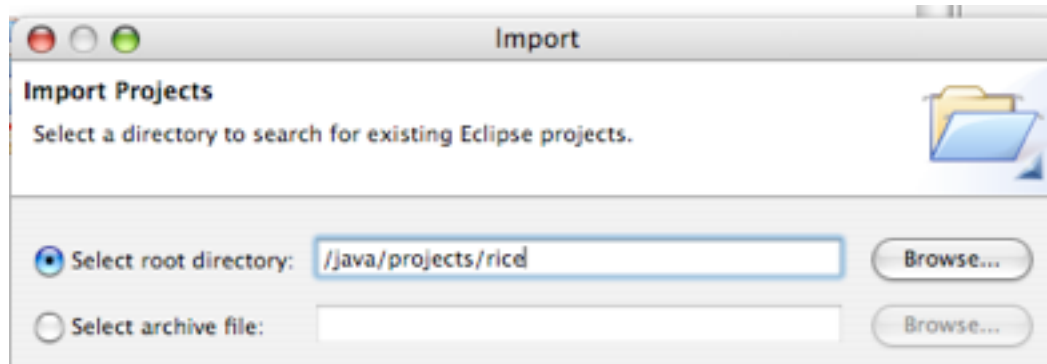 Import
Import Projects
Select a directory to search for existing Eclipse projects.
Select root directory: /java/projects/rice Browse...
Select archive file: Browse...